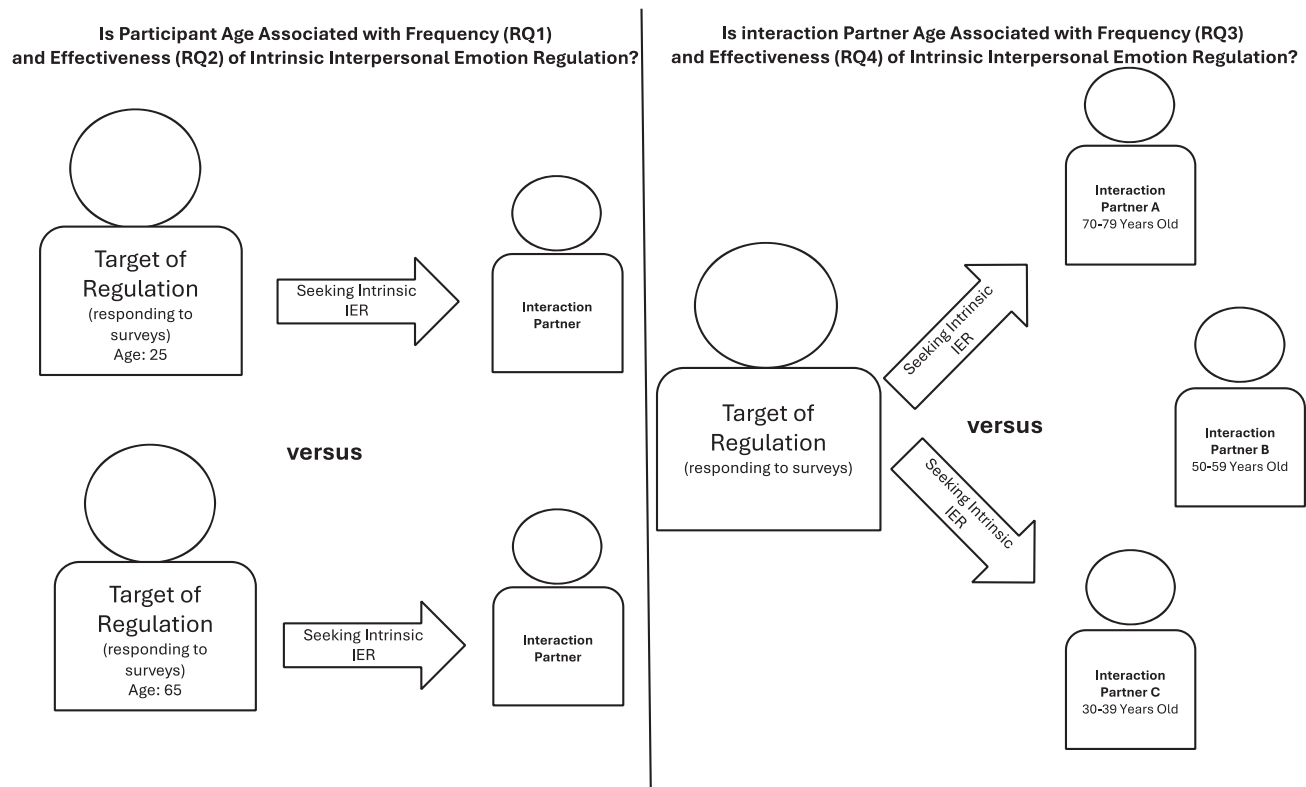 Is Participant Age Associated with Frequency (RQ1)
and Effectiveness (RQ2) of Intrinsic Interpersonal Emotion Regulation?
Target of
Regulation
(responding to
surveys)
Age: 25
Seeking Intrinsic
IER
Interaction
Partner
versus
Target of
Regulation
(responding to
surveys)
Age: 65
Seeking Intrinsic
IER
Interaction
Partner
Is interaction Partner Age Associated with Frequency (RQ3)
and Effectiveness (RQ4) of Intrinsic Interpersonal Emotion Regulation?
Target of
Regulation
(responding to surveys)
Seeking Intrinsic
IER
Interaction
Partner A
70-79 Years Old
versus
Interaction
Partner B
50-59 Years Old
Seeking Intrinsic
IER
Interaction
Partner C
30-39 Years Old